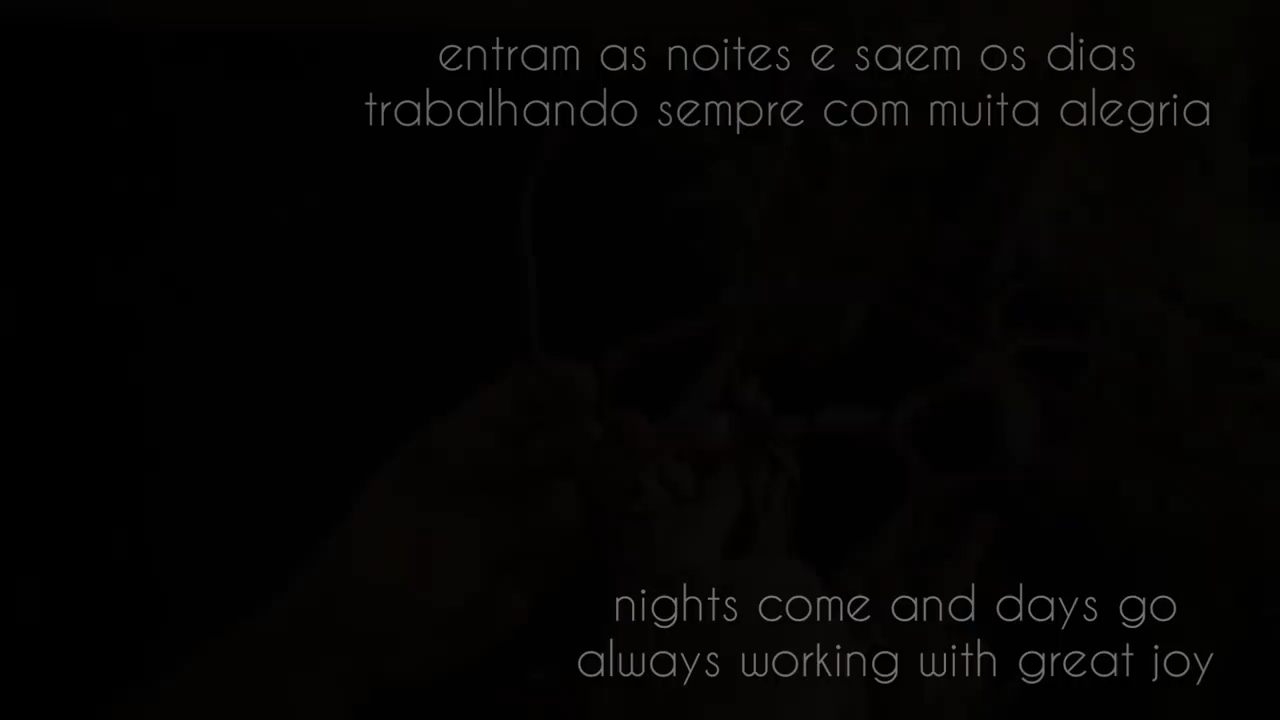 entram as noites e saem os dias
trabalhando sempre com muita alegria
nights come and days go
always working with great joy